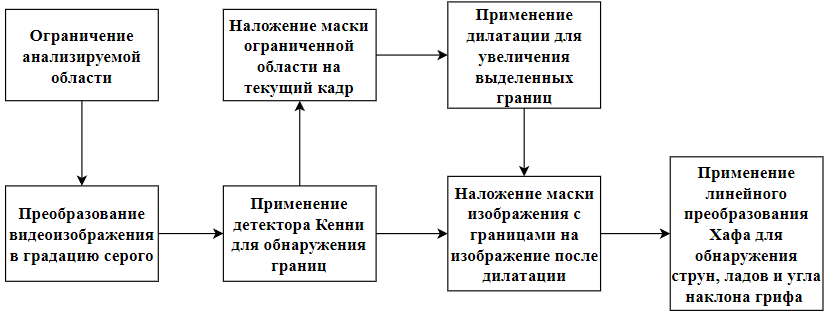 Ограничение
анализируемой
области
Преобразование
видеоизображения
в градацию серого
Применение
детектора Кенни
для обнаружения
границ
Наложение маски
ограниченной
области на
текущий кадр
Применение
дилатации для
увеличения
выделенных
границ
Наложение маски
изображения с
границами на
изображение после
дилатации
Применение
линейного
преобразования
Хафа для
обнаружения
струн, ладов и угла
наклона грифа